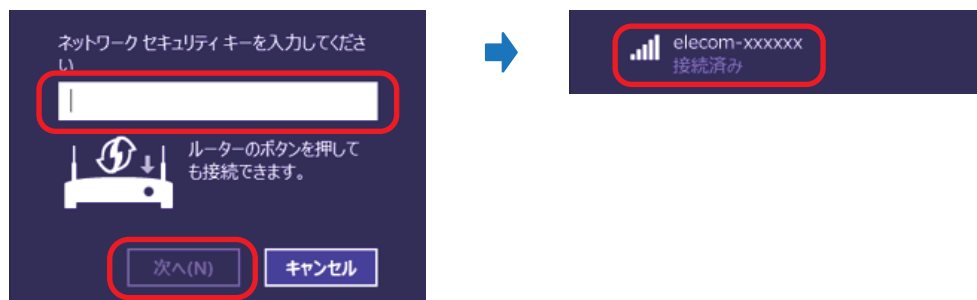 ネットワーク セキュリティ キーを入力してくださ
い
ルーターのボタンを押して
も接続できます。
次へ(N)
キャンセル
elecom-xxxxxx
接続済み